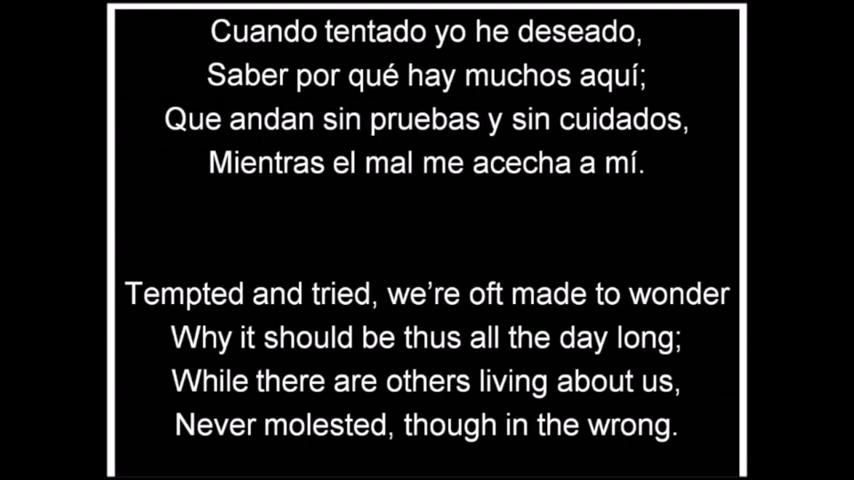 Cuando tentado yo he deseado,
Saber por qué hay muchos aquí;
Que andan sin pruebas y sin cuidados,
Mientras el mal me acecha a mí.
Tempted and tried, we’re oft made to wonder
Why it should be thus all the day long;
While there are others living about us,
Never molested, though in the wrong.